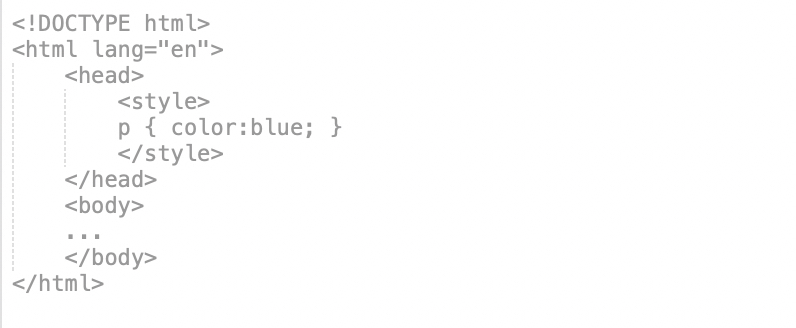 <!DOCTYPE html>
<html lang="en">
    <head>
        <style>
        p { color:blue; }
        </style>
    </head>
    <body>
    ...
    </body>
</html>